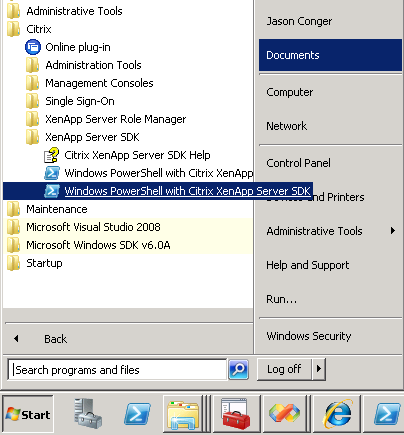 Administrative Tools
Citrix
Online plug-in
Administration Tools
Management Consoles
Single Sign-On
XenApp Server Role Manager
XenApp Server SDK
Citrix XenApp Server SDK Help
Windows PowerShell with Citrix XenApp
Windows PowerShell with Citrix XenApp Server SDK
Maintenance
Microsoft Visual Studio 2008
Microsoft Windows SDK v6.0A
Startup
Back
Search programs and files
Start
Jason Conger
Documents
Computer
Network
Control Panel
Devices and Printers
Administrative Tools
Help and Support
Run...
Windows Security
Log off